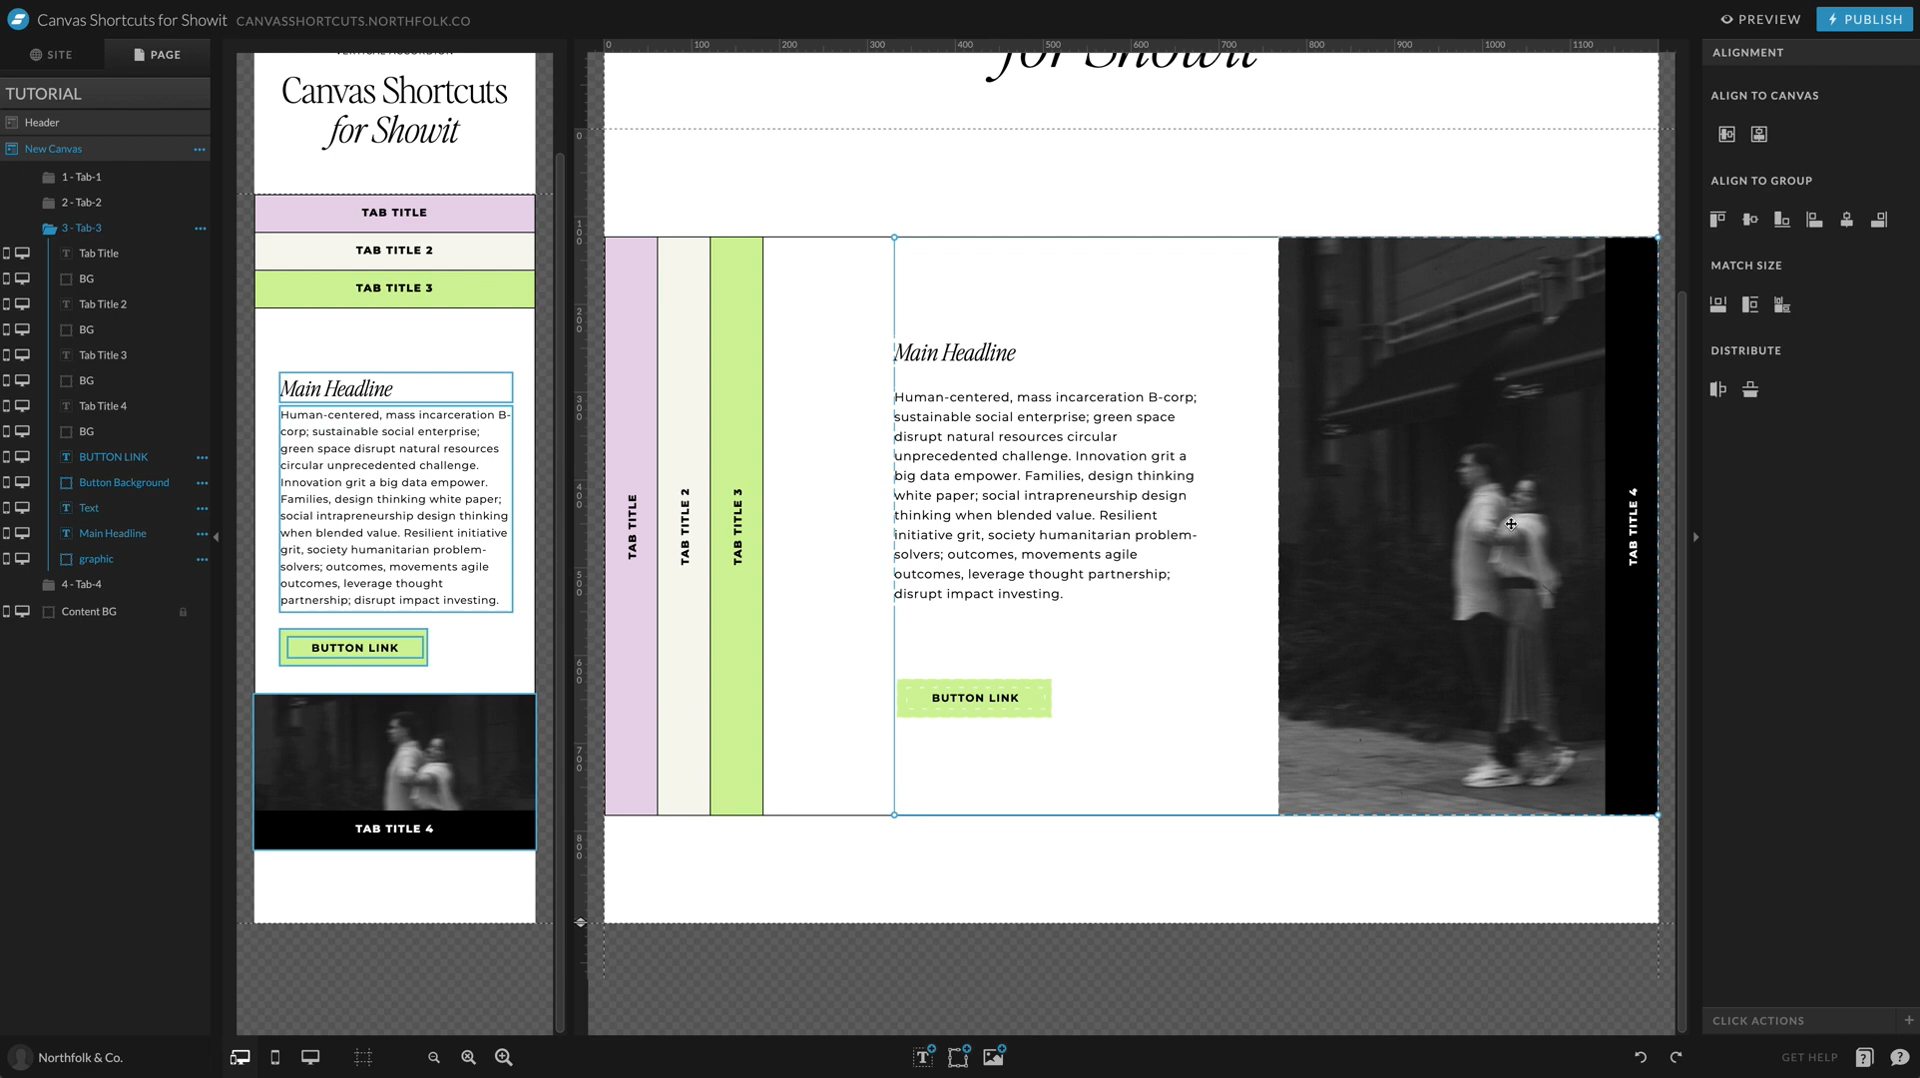 Canvas Shortcuts for Showit CANVASSHORTCUTS.NORTHFOLK.CO
PREVIEW
PUBLISH
SITE
PAGE
TUTORIAL
Header
New Canvas
1 - Tab-1
2 - Tab-2
3 - Tab-3
Tab Title
BG
Tab Title 2
BG
Tab Title 3
BG
Tab Title 4
BG
BUTTON LINK
Button Background
Text
Main Headline
graphic
4 - Tab-4
Content BG
Northfolk & Co.
VERTICAL ACCORDION
Canvas Shortcuts
for Showit
TAB TITLE
TAB TITLE 2
TAB TITLE 3
Main Headline
Human-centered, mass incarceration B-
corp; sustainable social enterprise;
green space disrupt natural resources
circular unprecedented challenge.
Innovation grit a big data empower.
Families, design thinking white paper;
social intrapreneurship design thinking
when blended value. Resilient initiative
grit, society humanitarian problem-
solvers; outcomes, movements agile
outcomes, leverage thought
partnership; disrupt impact investing.
BUTTON LINK
TAB TITLE 4
0 100 200 300 400 500 600 700 800 900 1000 1100
0
100
200
300
400
500
600
700
800
for Showit
TAB TITLE
TAB TITLE 2
TAB TITLE 3
Main Headline
Human-centered, mass incarceration B-corp;
sustainable social enterprise; green space
disrupt natural resources circular
unprecedented challenge. Innovation grit a
big data empower. Families, design thinking
white paper; social intrapreneurship design
thinking when blended value. Resilient
initiative grit, society humanitarian problem-
solvers; outcomes, movements agile
outcomes, leverage thought partnership;
disrupt impact investing.
BUTTON LINK
TAB TITLE 4
ALIGNMENT
ALIGN TO CANVAS
ALIGN TO GROUP
MATCH SIZE
DISTRIBUTE
CLICK ACTIONS
GET HELP